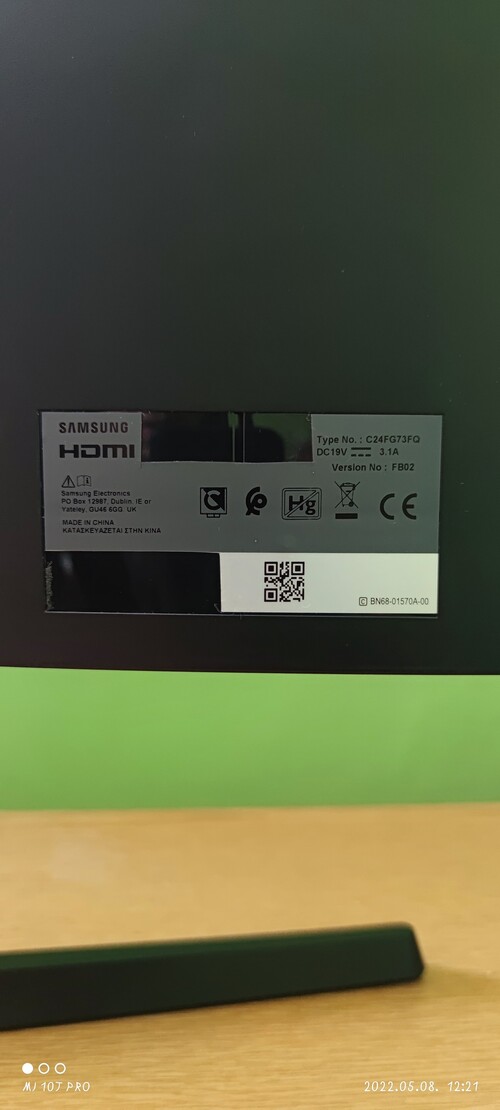 SAMSUNG
HDMI
Type No. : C24FG73FQ
DC19V 3.1A
Version No : FB02
Samsung Electronics
PO Box 12987, Dublin. IE or
Yateley, GU46 6GG. UK
MADE IN CHINA
ΚΑΤΑΣΚΕΥΑΖΕΤΑΙ ΣΤΗΝ ΚΙΝΑ
Hg
CE
C BN68-01570A-00
MI 10T PRO
2022.05.08. 12:21